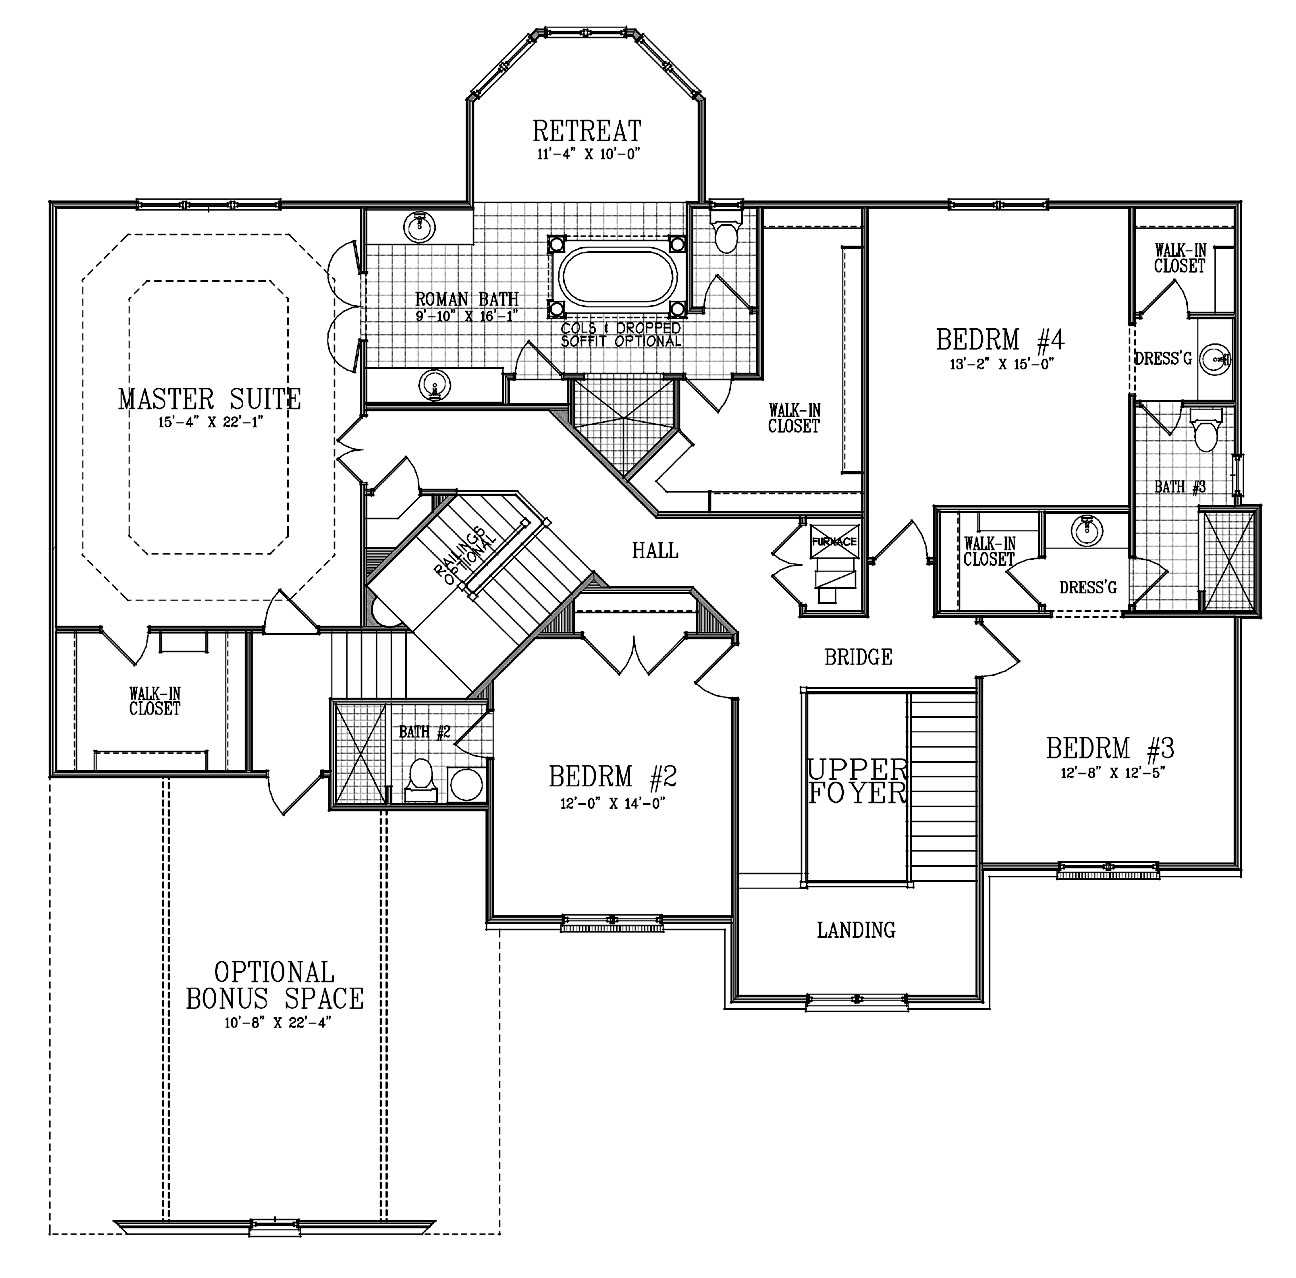 RETREAT
11'-4" X 10'-0"
ROMAN BATH
9'-10" X 16'-1"
COLS & DROPPED
SOFFIT OPTIONAL
MASTER SUITE
15'-4" X 22'-1"
WALK-IN
CLOSET
BEDRM #4
13'-2" X 15'-0"
WALK-IN
CLOSET
DRESS'G
BATH #3
RAILINGS
OPTIONAL
HALL
FURNACE
WALK-IN
CLOSET
DRESS'G
BRIDGE
WALK-IN
CLOSET
BATH #2
BEDRM #2
12'-0" X 14'-0"
UPPER
FOYER
BEDRM #3
12'-8" X 12'-5"
LANDING
OPTIONAL
BONUS SPACE
10'-8" X 22'-4"